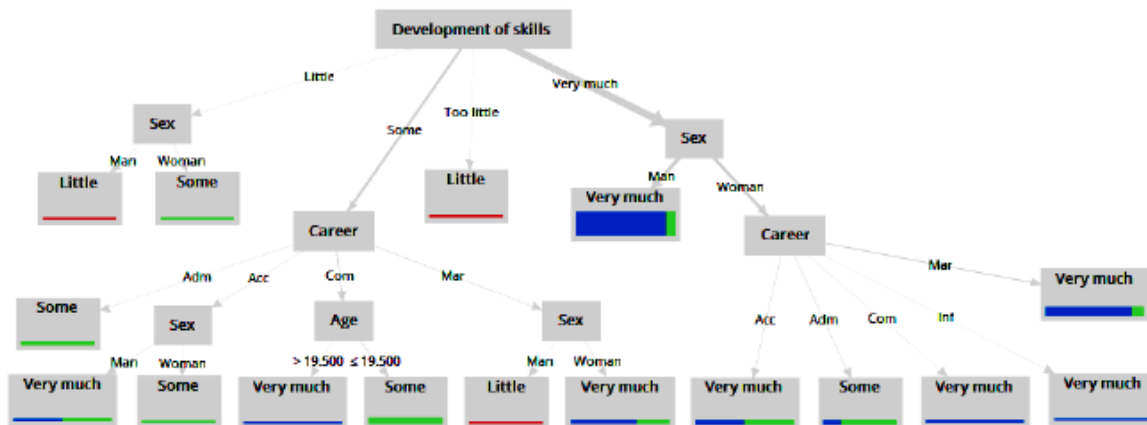 Development of skills
Little
Very much
Too little
Some
Sex
Sex
Man
Woman
Man
Woman
Little
Some
Little
Very much
Career
Career
Adm
Acc
Com
Mar
Mar
Some
Sex
Age
Sex
Acc
Adm
Com
Inf
Very much
Man
Woman
> 19.500
≤ 19.500
Man
Woman
Very much
Some
Very much
Some
Little
Very much
Very much
Some
Very much
Very much